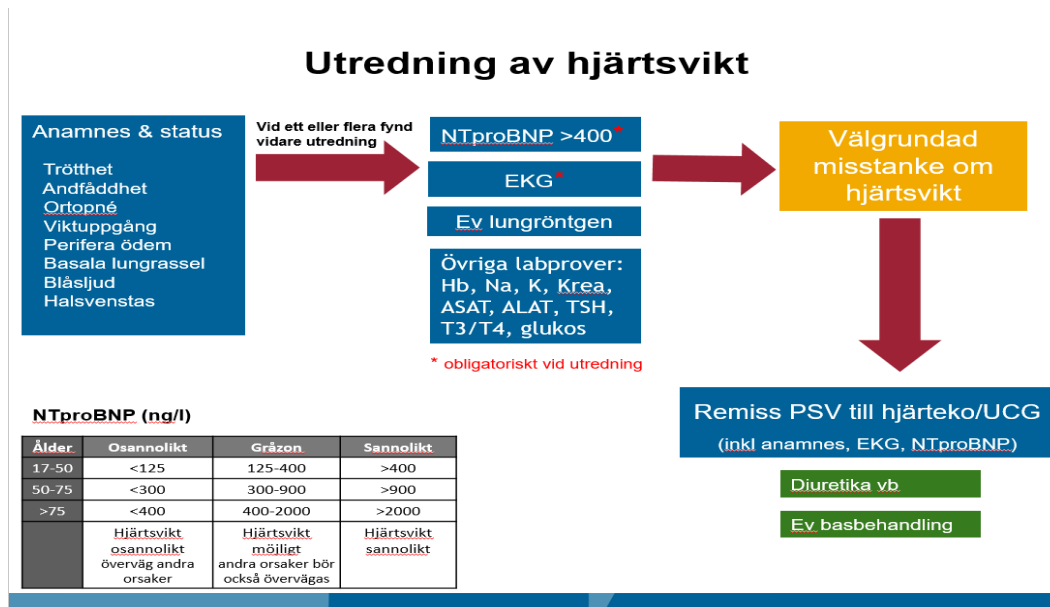 Utredning av hjärtsvikt
Anamnes & status
Trötthet
Andfåddhet
Ortopné
Viktuppgång
Perifera ödem
Basala lungrassel
Blåsljud
Halsvenstas
Vid ett eller flera fynd
vidare utredning
NTproBNP >400*
EKG*
Ev lungröntgen
Övriga labprover:
Hb, Na, K, Krea,
ASAT, ALAT, TSH,
T3/T4, glukos
* obligatoriskt vid utredning
Välgrundad
misstanke om
hjärtsvikt
Remiss PSV till hjärteko/UCG
(inkl anamnes, EKG, NTproBNP)
Diuretika vb
Ev basbehandling
NTproBNP (ng/l)
Ålder Osannolikt Gråzon Sannolikt
17-50 <125 125-400 >400
50-75 <300 300-900 >900
>75 <400 400-2000 >2000
Hjärtsvikt Hjärtsvikt Hjärtsvikt
osannolikt möjligt sannolikt
överväg andra andra orsaker bör
orsaker också övervägas